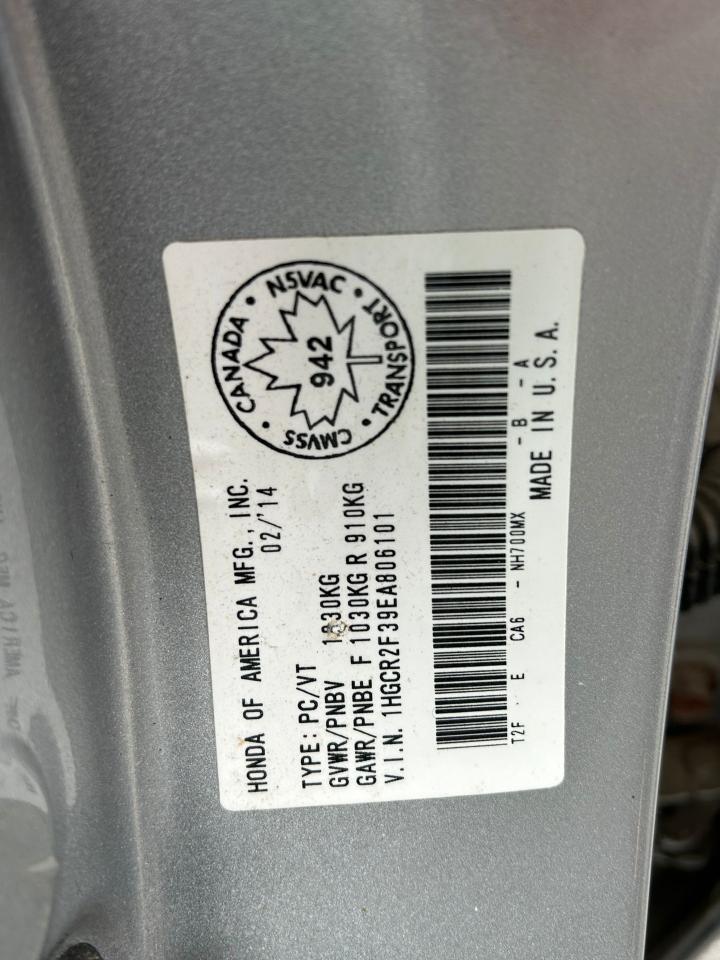 HONDA OF AMERICA MFG., INC.
02/'14
TYPE: PC/VT
GVWR/PNBV
GAWR/PNBE F 1030KG R 910KG
V.I.N. 1HGCR2F39EA806101
CANADA • NSVAC • TRANSPORT • CMVSS
942
T2F E CA6 - NH700MX - B - A
MADE IN U.S.A.